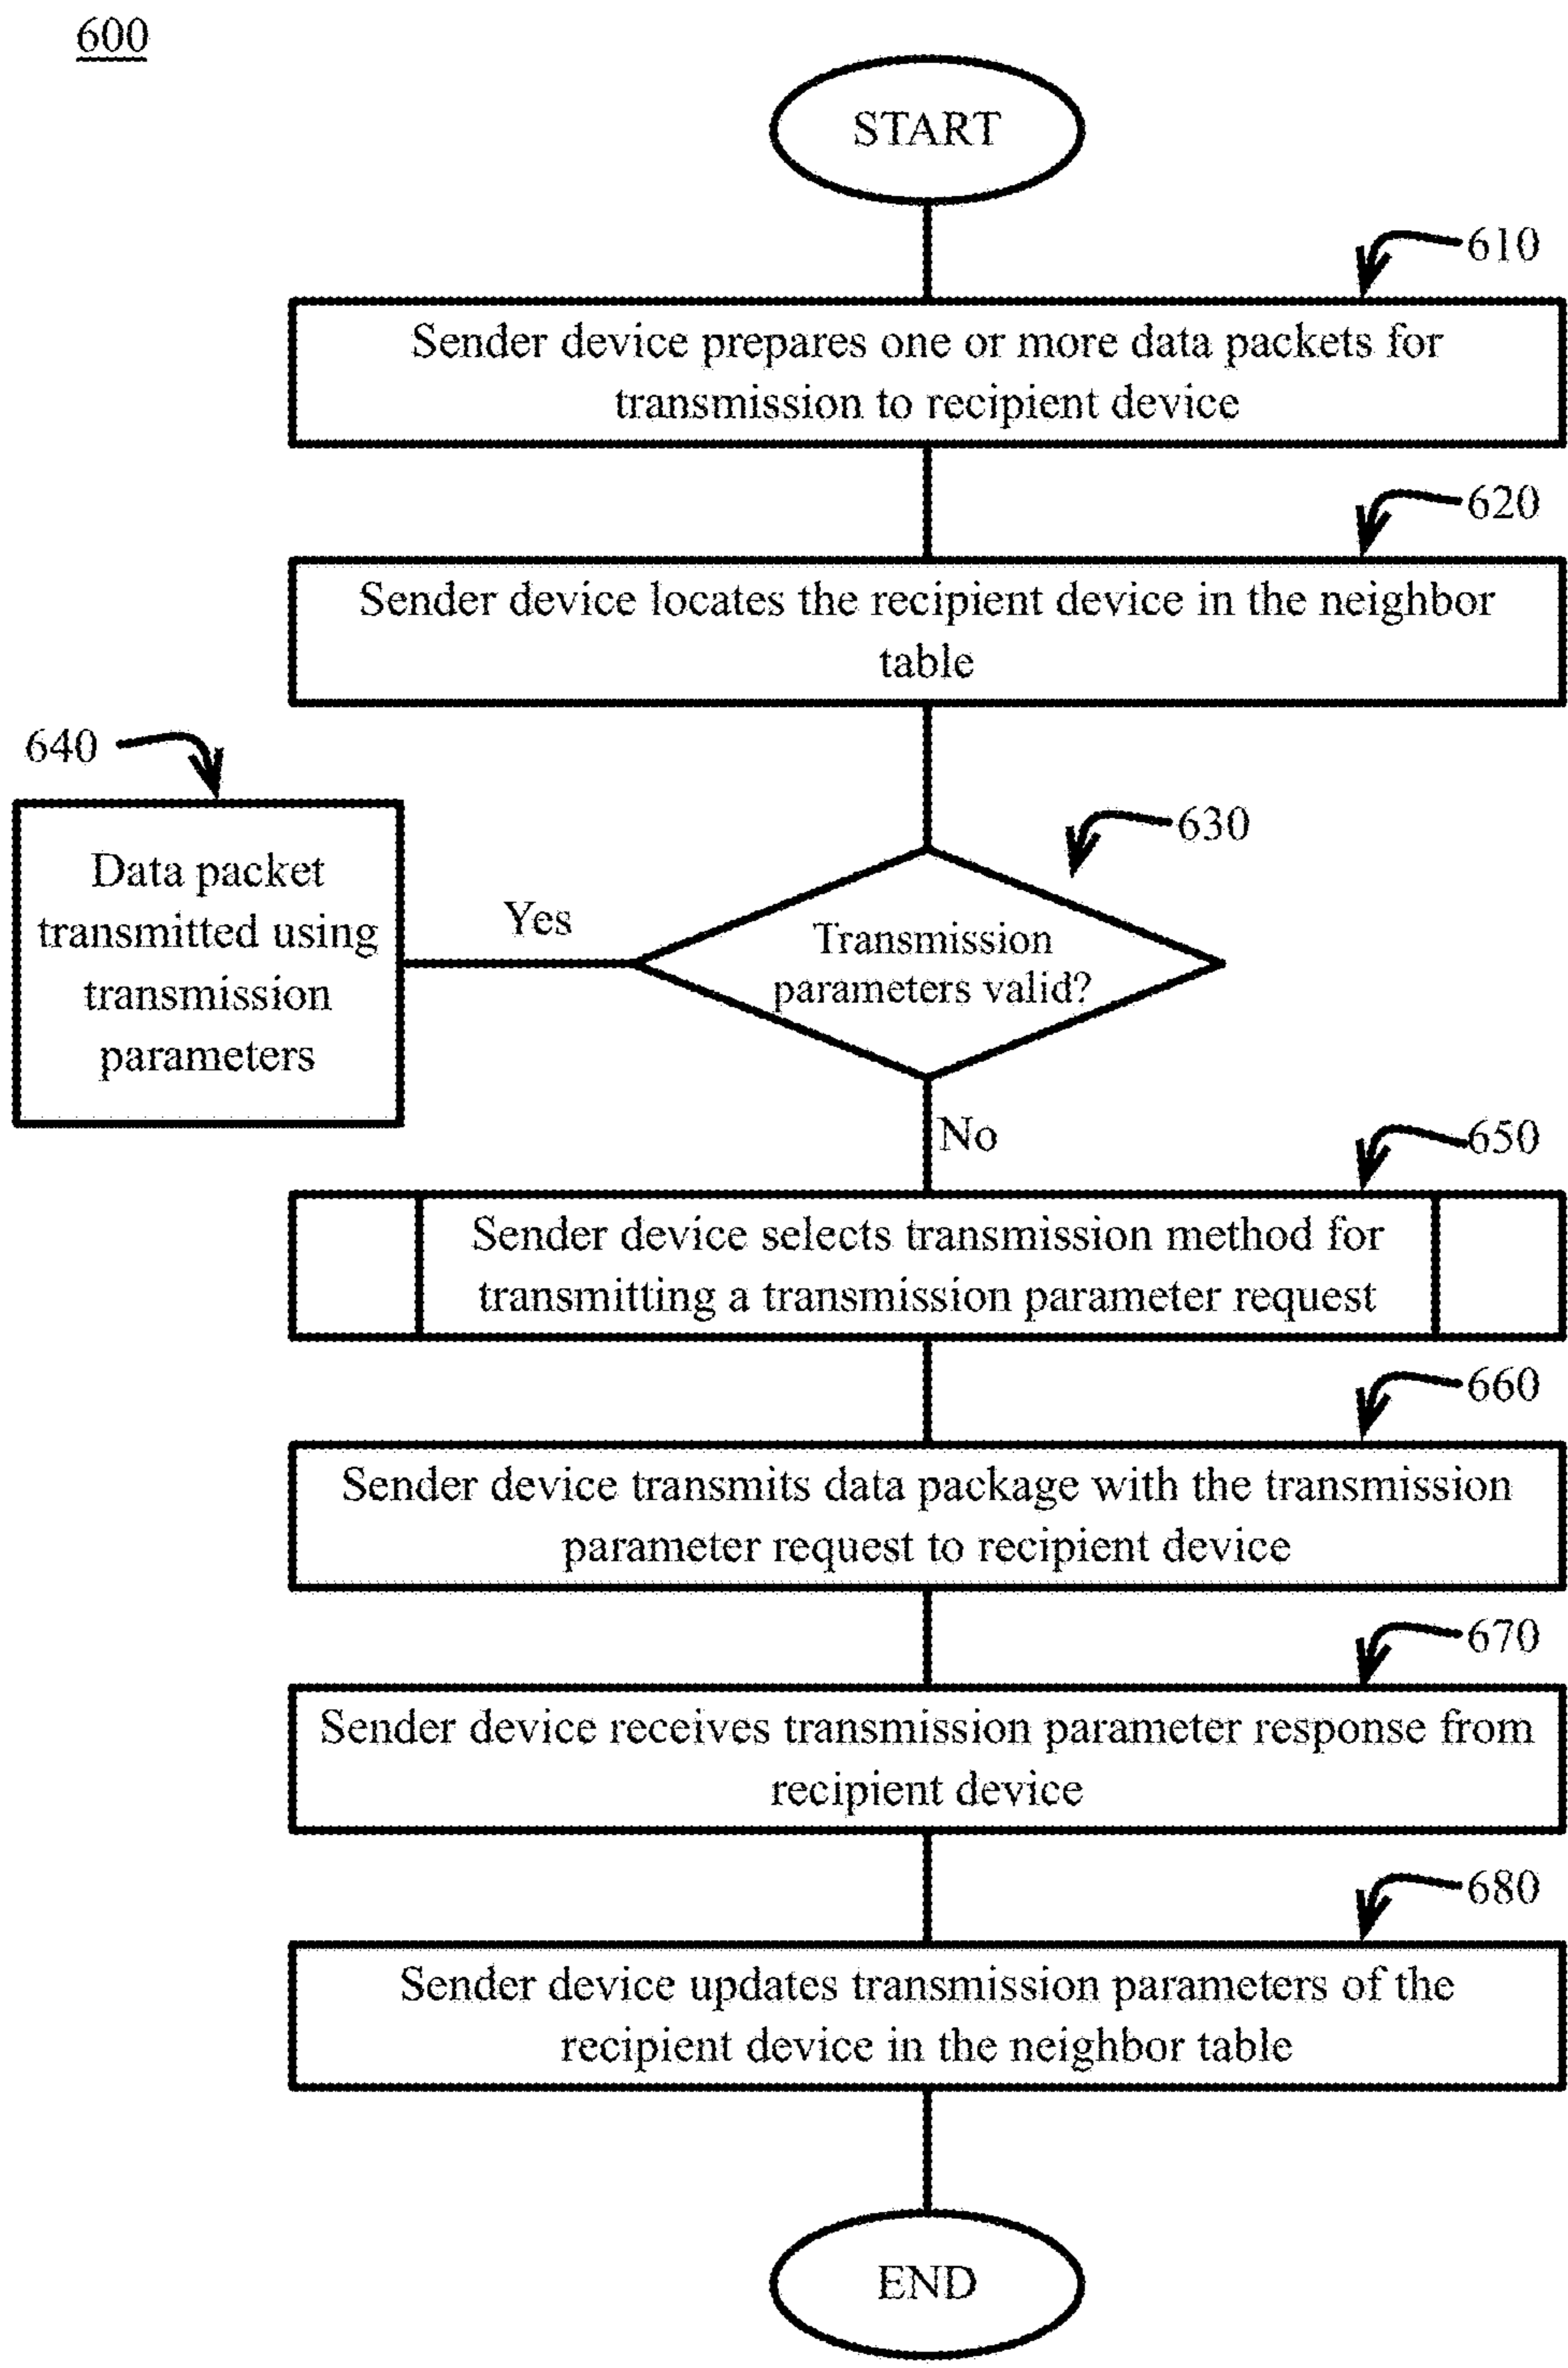 600
START
610
Sender device prepares one or more data packets for
transmission to recipient device
620
Sender device locates the recipient device in the neighbor
table
640
Data packet
transmitted using
transmission
parameters
Yes
630
Transmission
parameters valid?
No
650
Sender device selects transmission method for
transmitting a transmission parameter request
660
Sender device transmits data package with the transmission
parameter request to recipient device
670
Sender device receives transmission parameter response from
recipient device
680
Sender device updates transmission parameters of the
recipient device in the neighbor table
END